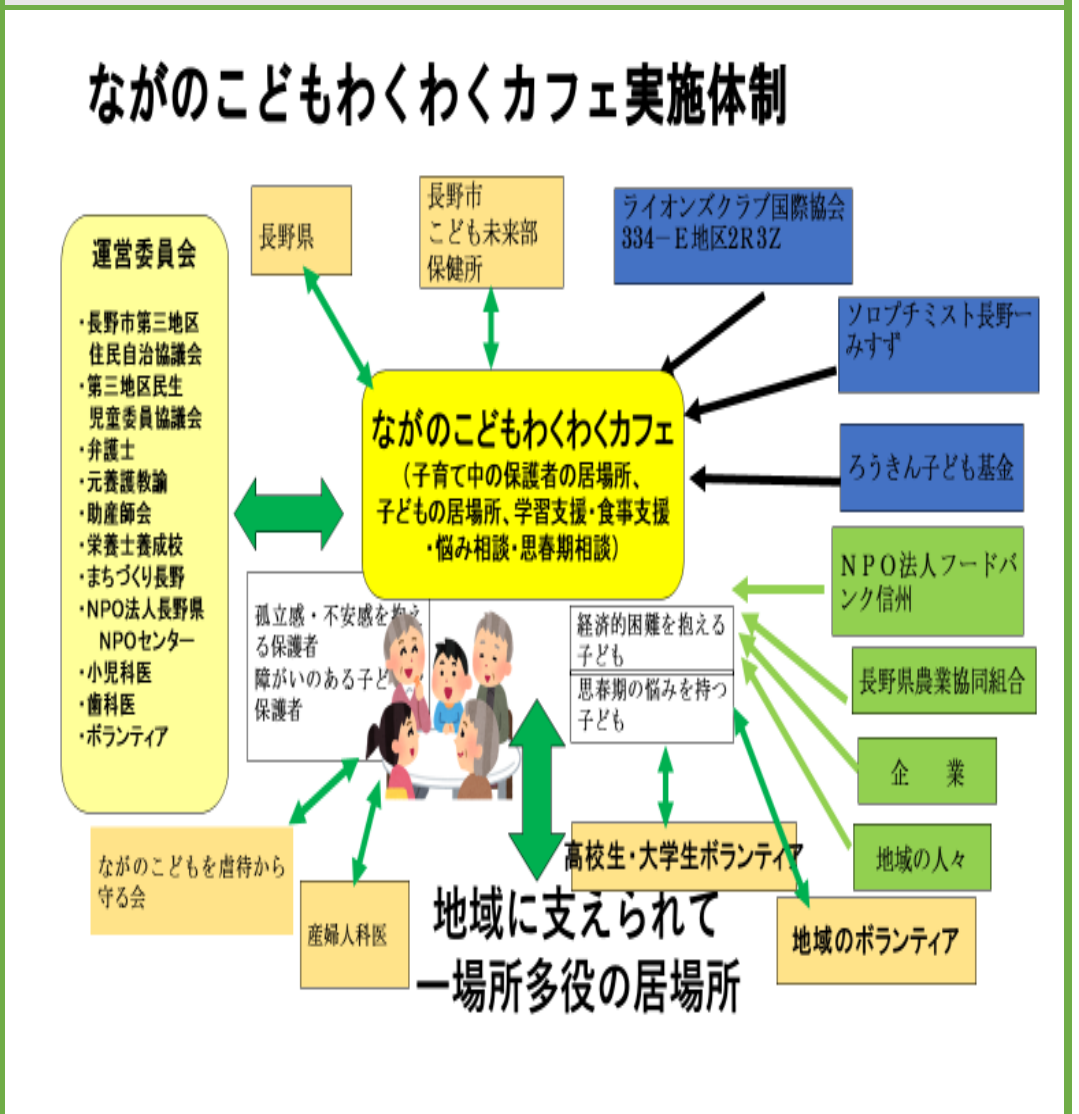 ながのこどもわくわくカフェ実施体制
運営委員会
・長野市第三地区
住民自治協議会
・第三地区民生
児童委員協議会
・弁護士
・元養護教諭
・助産師会
・栄養士養成校
・まちづくり長野
・NPO法人長野県
NPOセンター
・小児科医
・歯科医
・ボランティア
長野県
長野市
こども未来部
保健所
ライオンズクラブ国際協会
334－E地区2R3Z
ソロプチミスト長野ー
みすず
ろうきん子ども基金
ながのこどもわくわくカフェ
(子育て中の保護者の居場所、
子どもの居場所、学習支援・食事支援
・悩み相談・思春期相談)
孤立感・不安感を抱え
る保護者
障がいのある子ど
保護者
経済的困難を抱える
子ども
思春期の悩みを持つ
子ども
ＮＰＯ法人フードバ
ンク信州
長野県農業協同組合
企　業
地域の人々
ながのこどもを虐待から
守る会
産婦人科医
高校生・大学生ボランティア
地域のボランティア
地域に支えられて
一場所多役の居場所